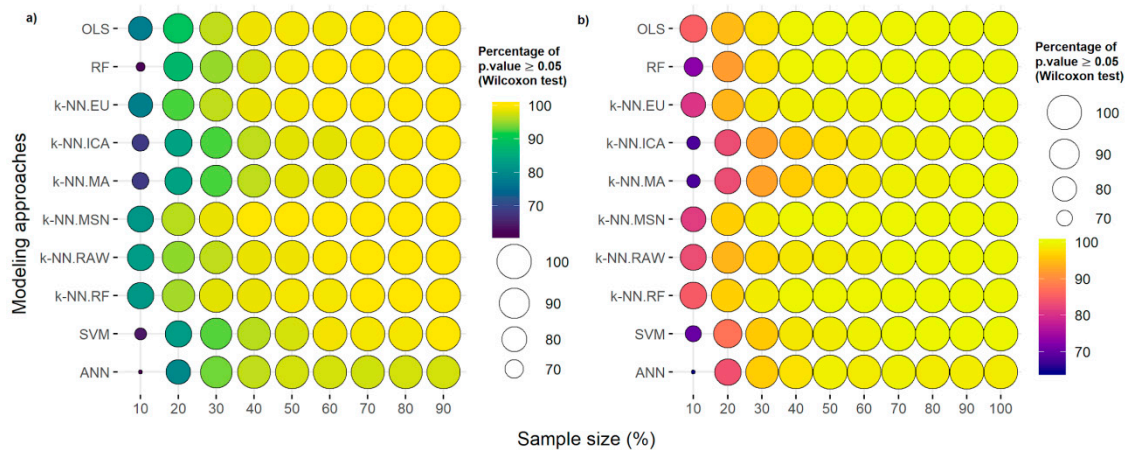 a)
OLS
RF
k-NN.EU
k-NN.ICA
k-NN.MA
k-NN.MSN
k-NN.RAW
k-NN.RF
SVM
ANN
Modeling approaches
10 20 30 40 50 60 70 80 90
Percentage of
p.value ≥ 0.05
(Wilcoxon test)
100
90
80
70
100
90
80
70
b)
OLS
RF
k-NN.EU
k-NN.ICA
k-NN.MA
k-NN.MSN
k-NN.RAW
k-NN.RF
SVM
ANN
10 20 30 40 50 60 70 80 90 100
Percentage of
p.value ≥ 0.05
(Wilcoxon test)
100
90
80
70
100
90
80
70
Sample size (%)